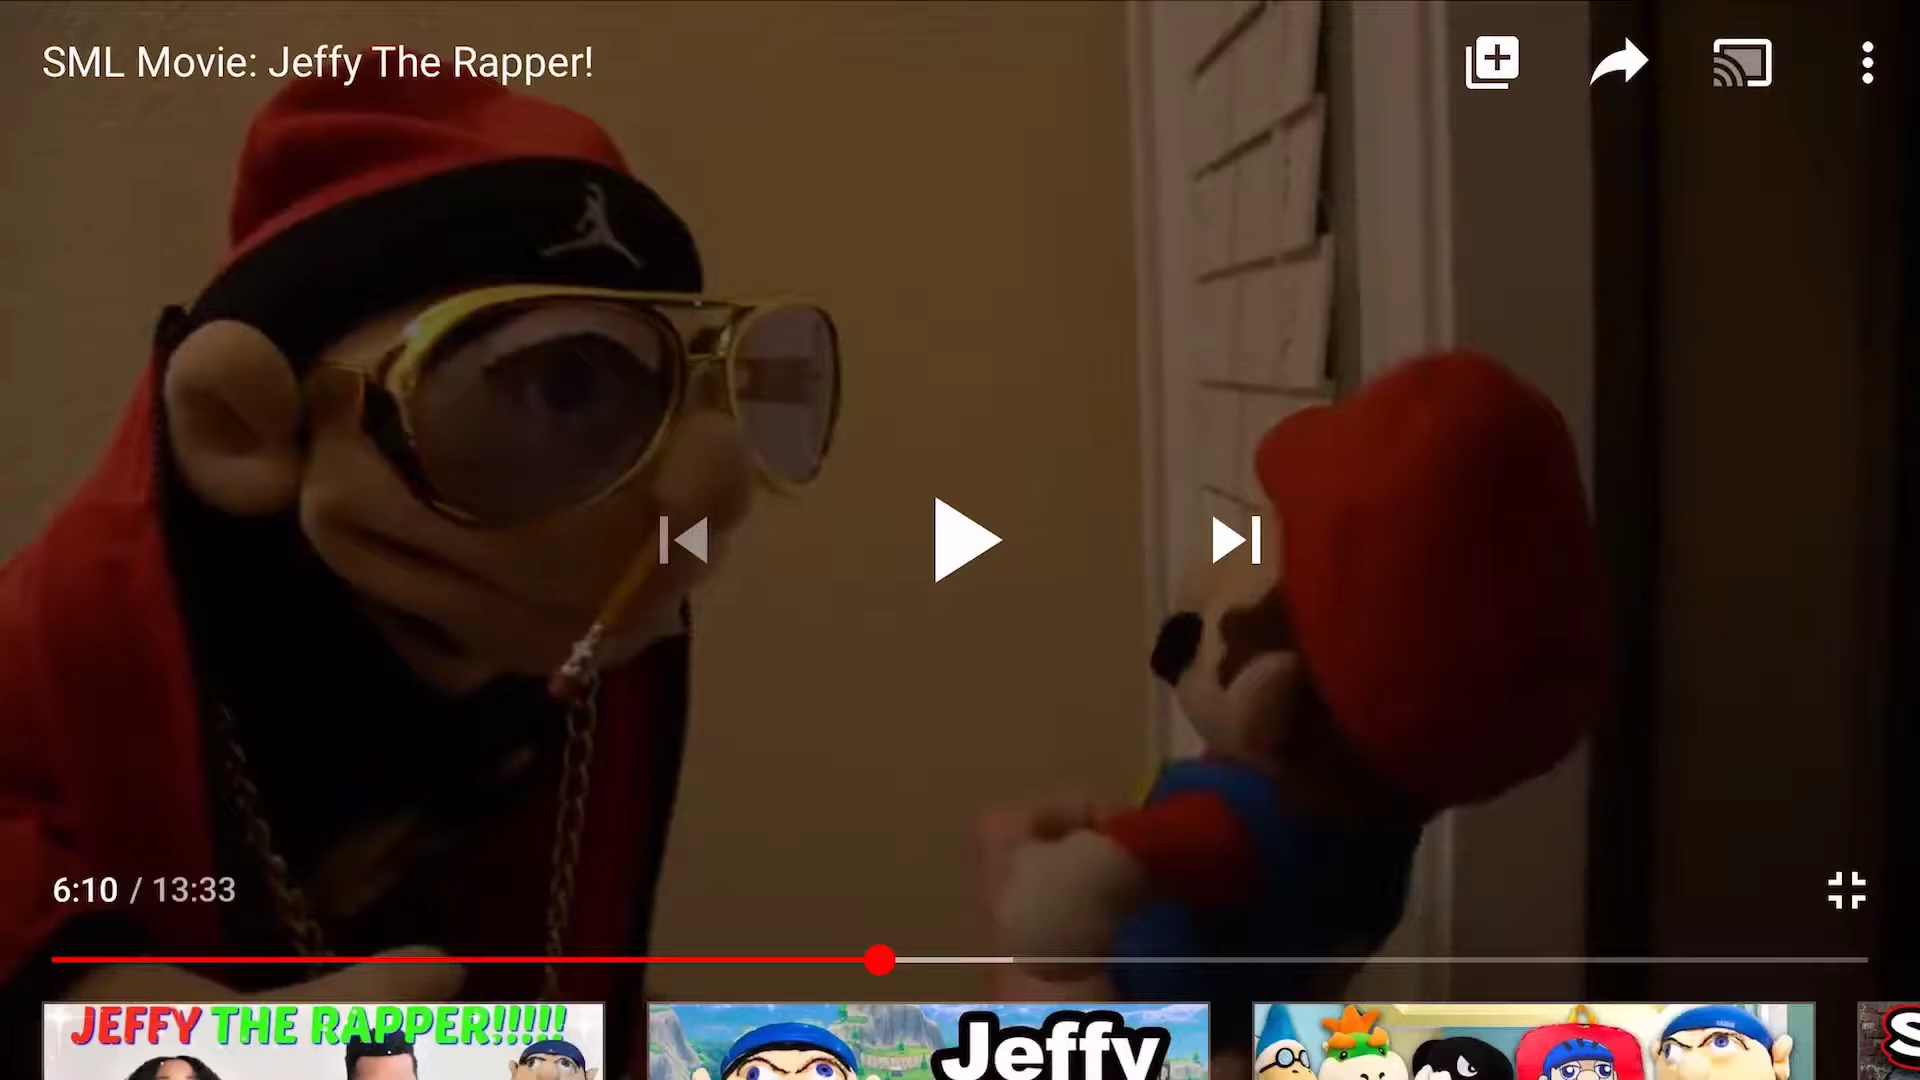 SML Movie: Jeffy The Rapper!
6:10 / 13:33
JEFFY THE RAPPER!!!!!
Jeffy
S